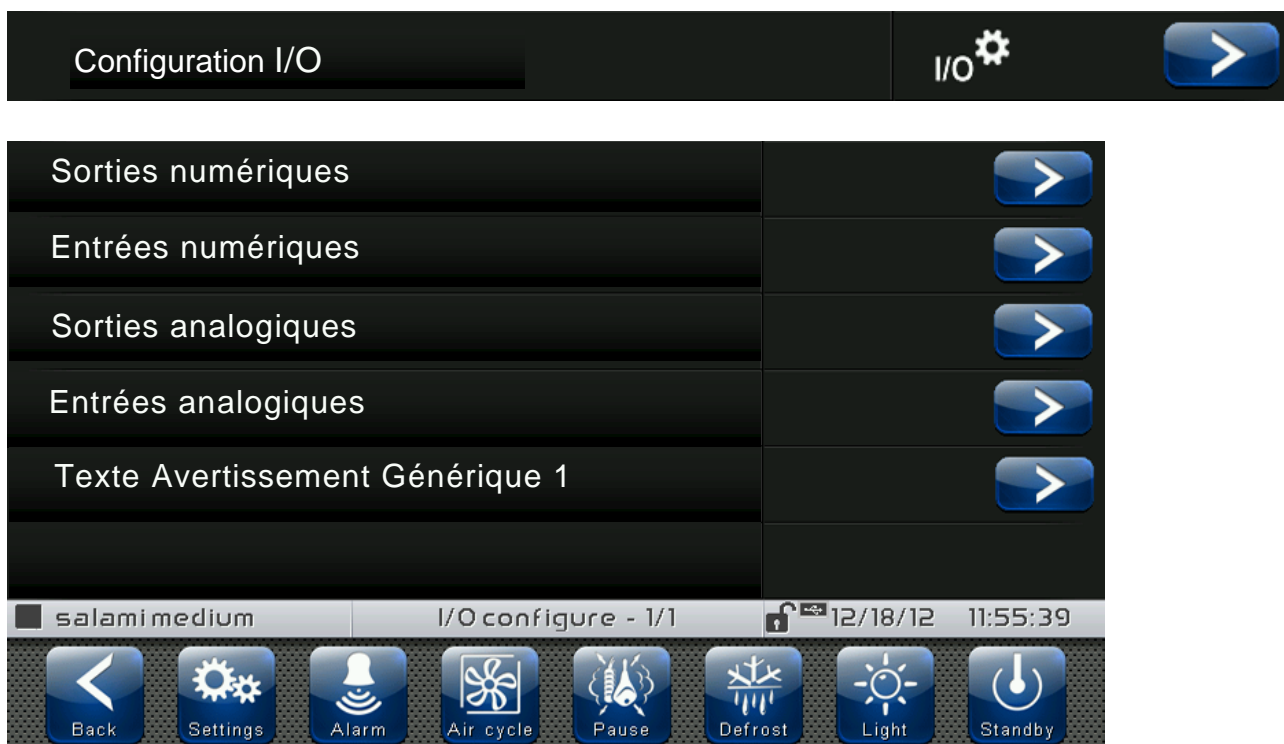 Configuration I/O
I/O
Sorties numériques
Entrées numériques
Sorties analogiques
Entrées analogiques
Texte Avertissement Générique 1
salami medium I/O configure - 1/1 12/18/12 11:55:39
Back Settings Alarm Air cycle Pause Defrost Light Standby